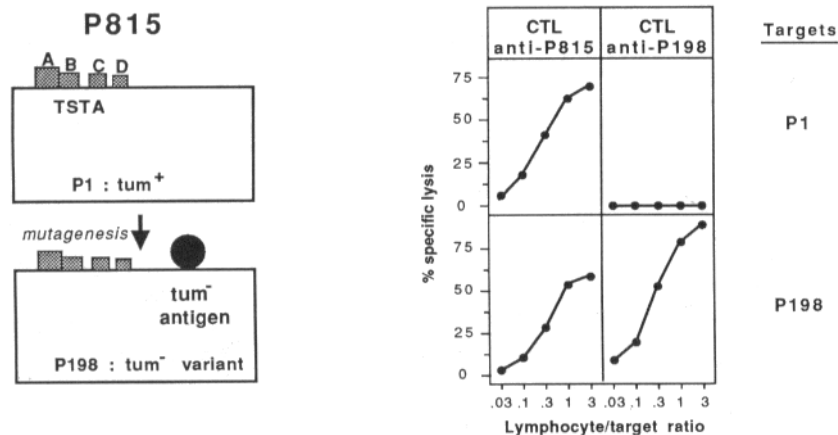 P815
A B C D
TSTA
P1 : tum+
mutagenesis
tum-
antigen
P198 : tum- variant
CTL
anti-P815
CTL
anti-P198
Targets
% specific lysis
75
50
25
0
P1
75
50
25
0
P198
.03 .1 .3 1 3
.03 .1 .3 1 3
Lymphocyte/target ratio